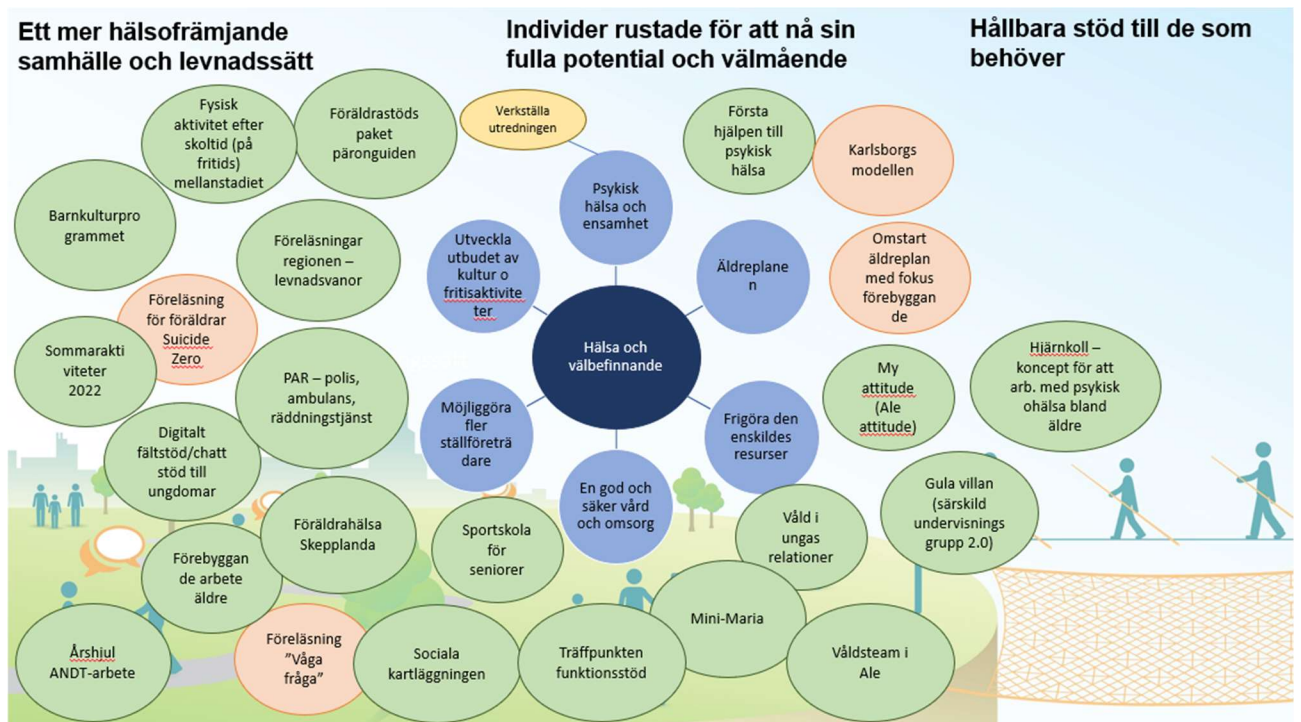 Ett mer hälsofrämjande
samhälle och levnadssätt
Individer rustade för att nå sin
fulla potential och välmående
Hållbara stöd till de som
behöver
Fysisk
aktivitet efter
skoltid (på
fritids)
mellanstadiet
Föräldrastöds
paket
päronguiden
Verkställa
utredningen
Första
hjälpen till
psykisk
hälsa
Karlsborgs
modellen
Barnkulturpro
grammet
Föreläsningar
regionen –
levnadsvanor
Psykisk
hälsa och
ensamhet
Utveckla
utbudet av
kultur o
fritisaktivite
ter
Äldreplane
n
Omstart
äldreplan
med fokus
förebyggan
de
Föreläsning
för föräldrar
Suicide
Zero
Sommarakti
viteter
2022
PAR – polis,
ambulans,
räddningstjänst
Hälsa och
välbefinnande
My
attitude
(Ale
attitude)
Hjärnkoll –
koncept för att
arb. med psykisk
ohälsa bland
äldre
Digitalt
fältstöd/chatt
stöd till
ungdomar
Möjliggöra
fler
ställföreträ
dare
Frigöra den
enskildes
resurser
En god och
säker vård
och omsorg
Gula villan
(särskild
undervisnings
grupp 2.0)
Föräldrahälsa
Skepplanda
Sportskola
för
seniorer
Våld i
ungas
relationer
Förebyggan
de arbete
äldre
Årshjul
ANDT-arbete
Föreläsning
”Våga
fråga”
Sociala
kartläggningen
Träffpunkten
funktionsstöd
Mini-Maria
Våldsteam i
Ale